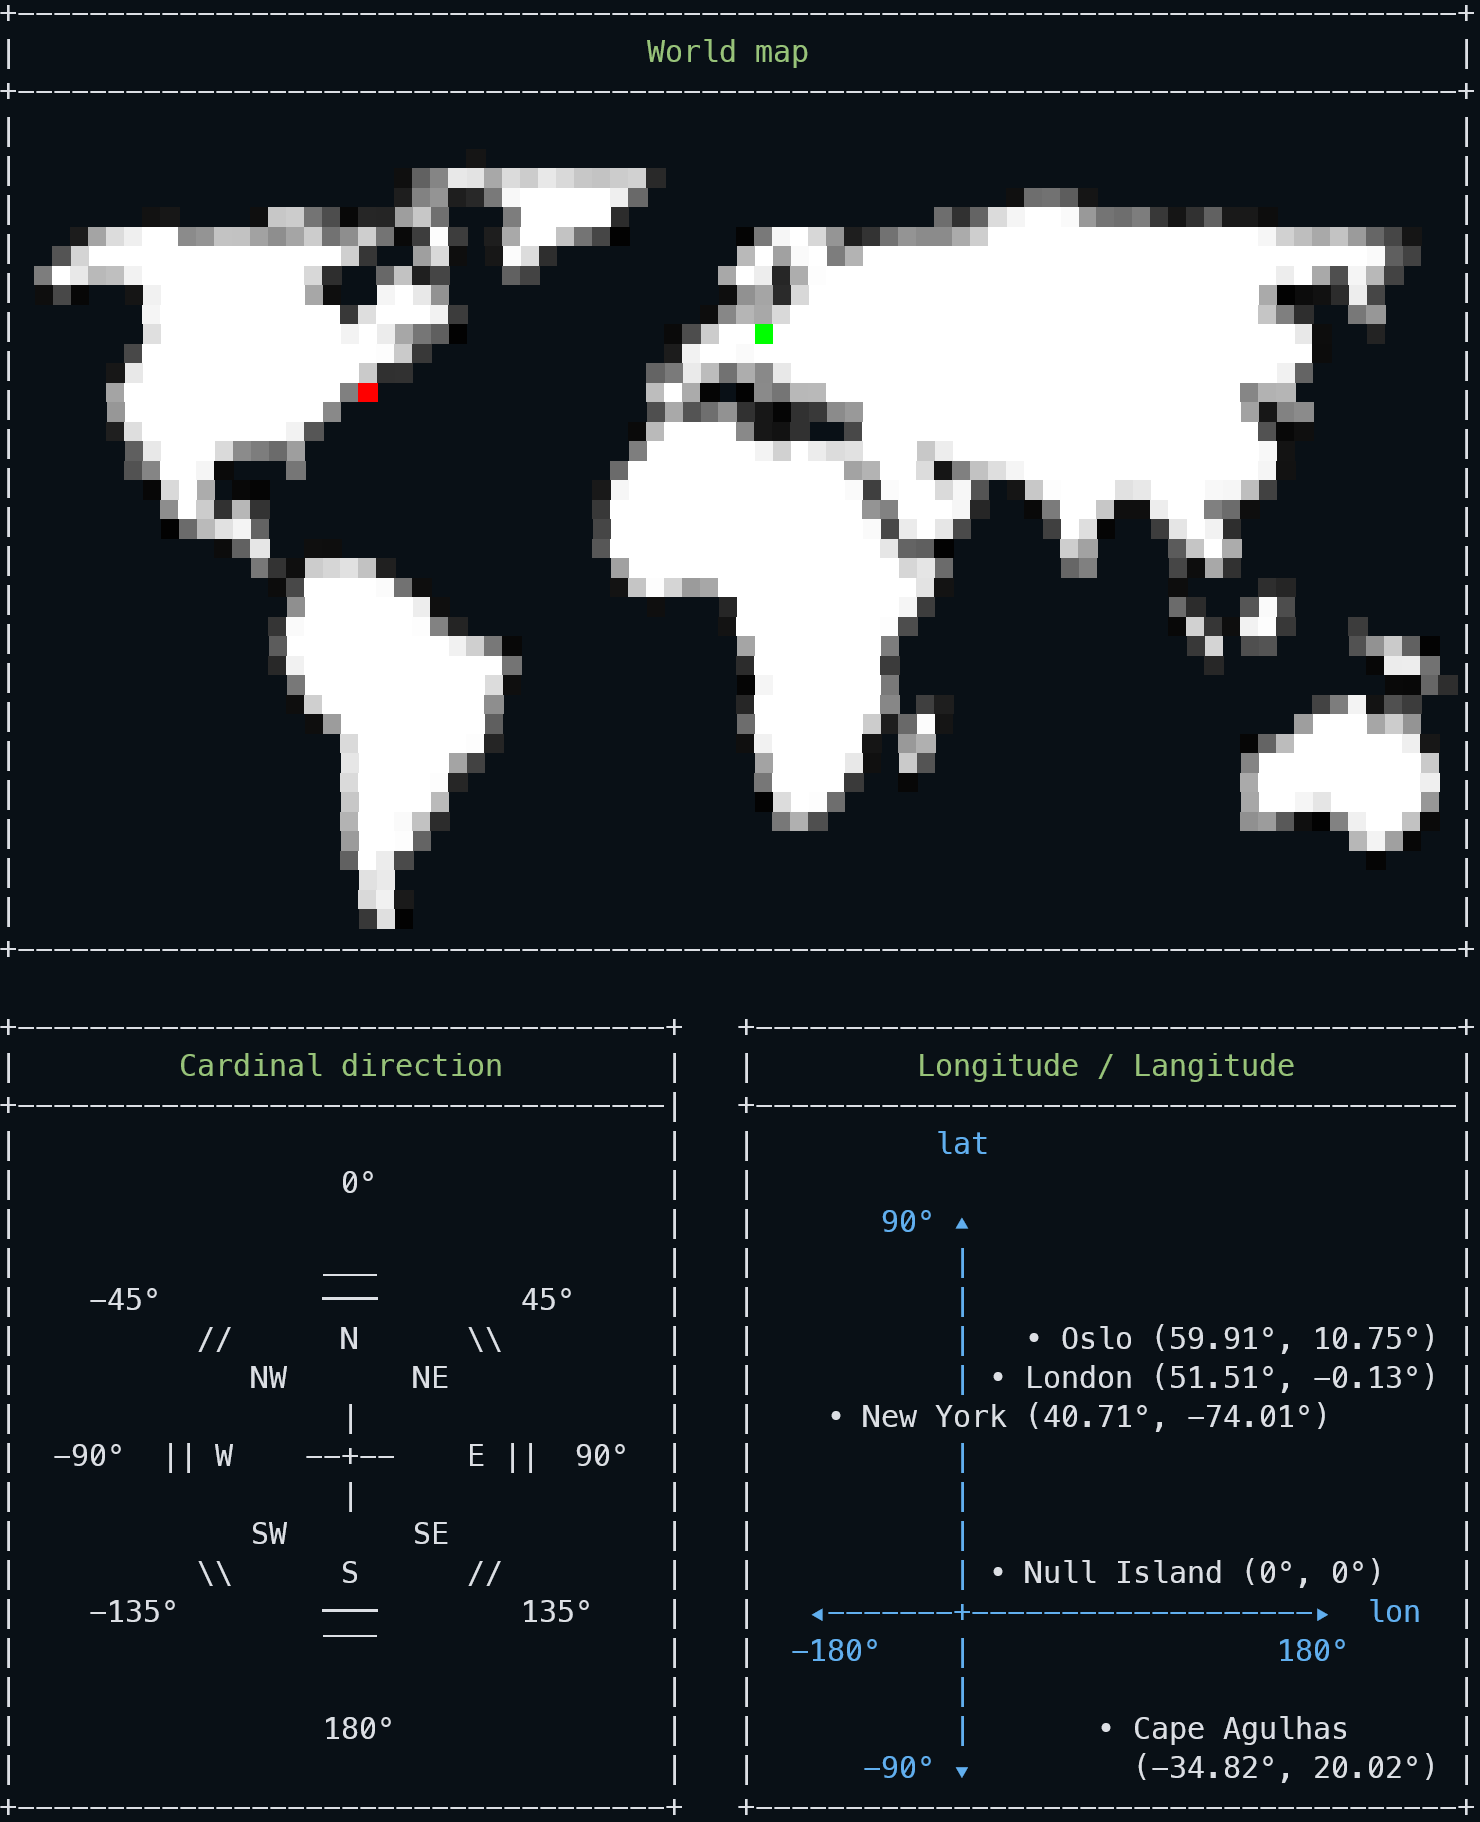 World map
Cardinal direction
0°
−45° 45°
// N \\
NW NE
|
−90° || W −−+−− E || 90°
|
SW SE
\\ S //
−135° 135°
180°
Longitude / Langitude
lat
90° ▲
• Oslo (59.91°, 10.75°)
• London (51.51°, −0.13°)
• New York (40.71°, −74.01°)
• Null Island (0°, 0°)
lon
−180° 180°
• Cape Agulhas
(−34.82°, 20.02°)
−90° ▼